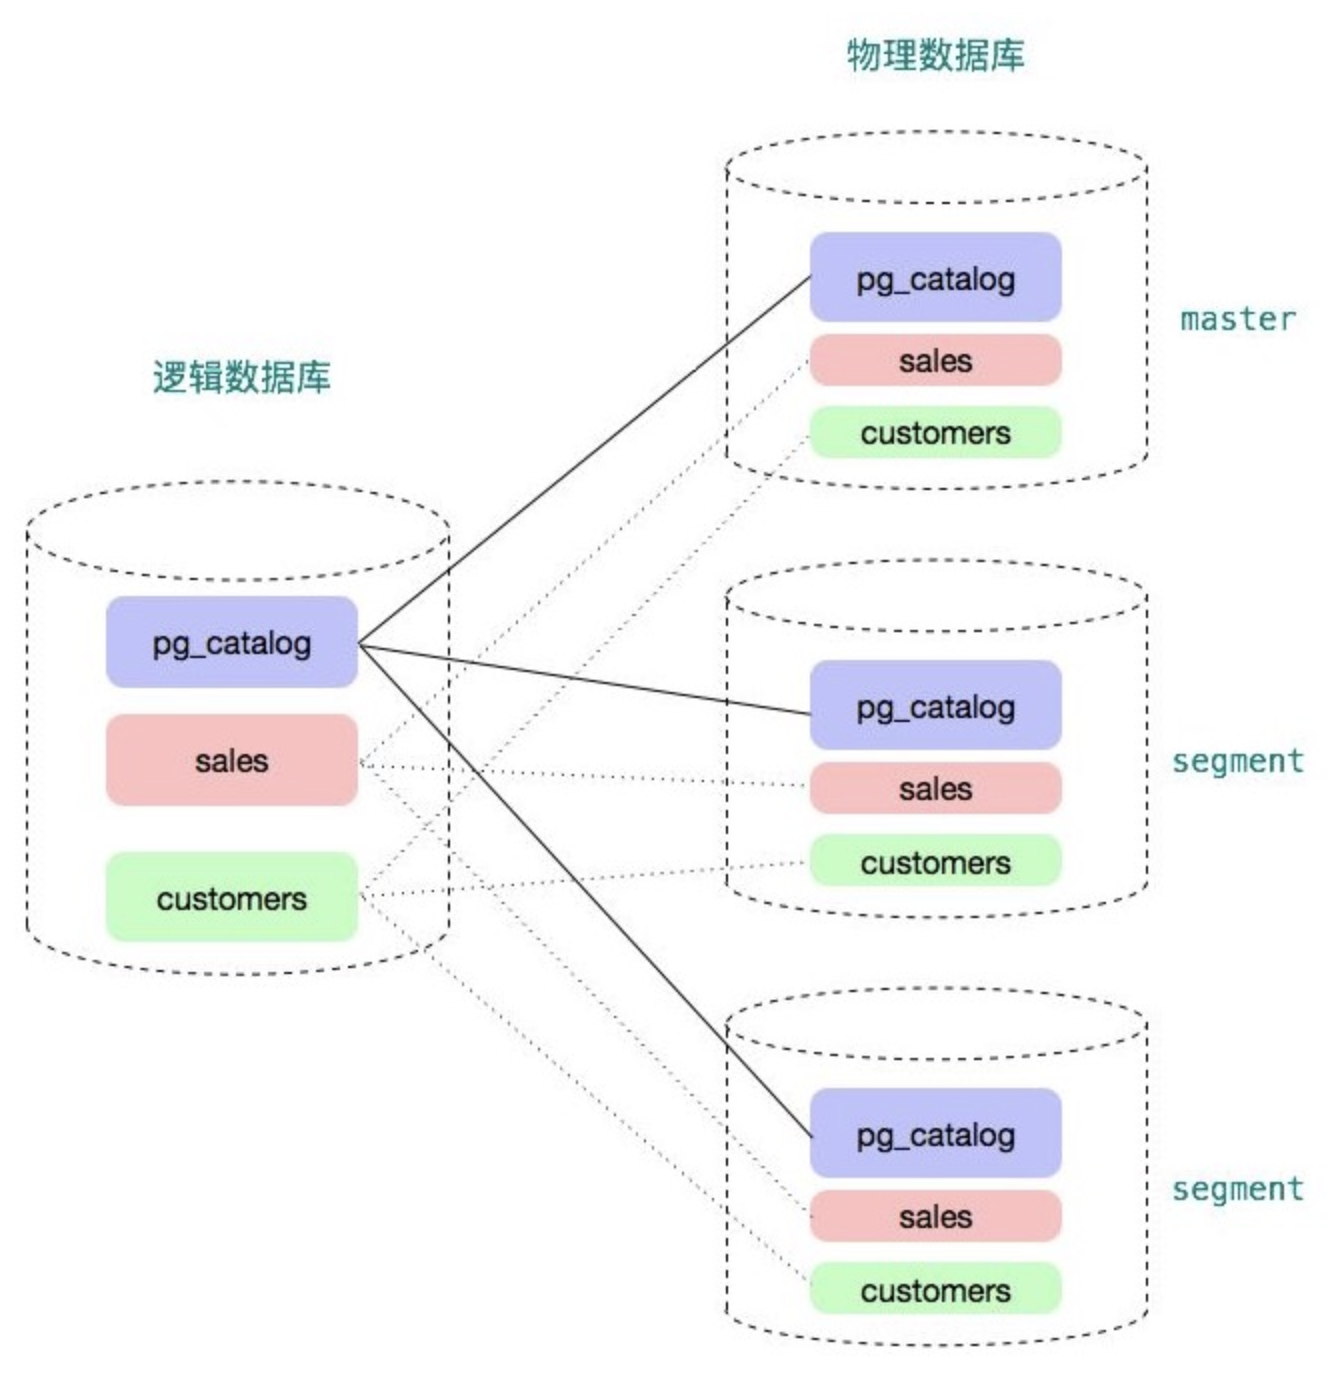 物理数据库
pg_catalog
sales
customers
master
逻辑数据库
pg_catalog
sales
customers
pg_catalog
sales
customers
segment
pg_catalog
sales
customers
segment